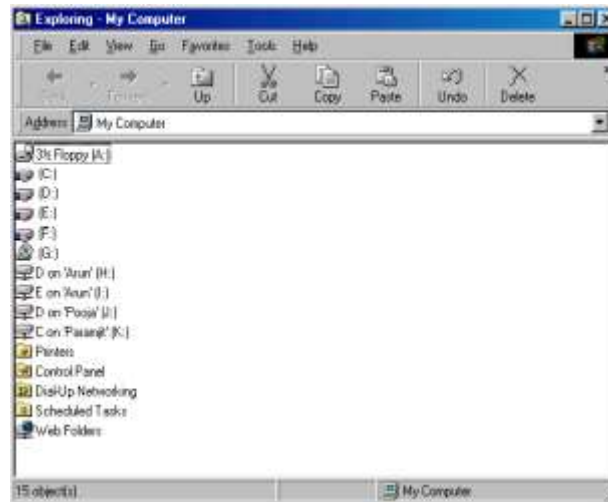 Exploring - My Computer
File Edit View Go Favorites Tools Help
Back Forward Up Cut Copy Paste Undo Delete
Address My Computer
3½ Floppy (A:)
(C:)
(D:)
(E:)
(F:)
(G:)
D on 'Arun' (H:)
E on 'Arun' (I:)
D on 'Pooja' (J:)
C on 'Paramjit' (K:)
Printers
Control Panel
Dial-Up Networking
Scheduled Tasks
Web Folders
15 object(s) My Computer